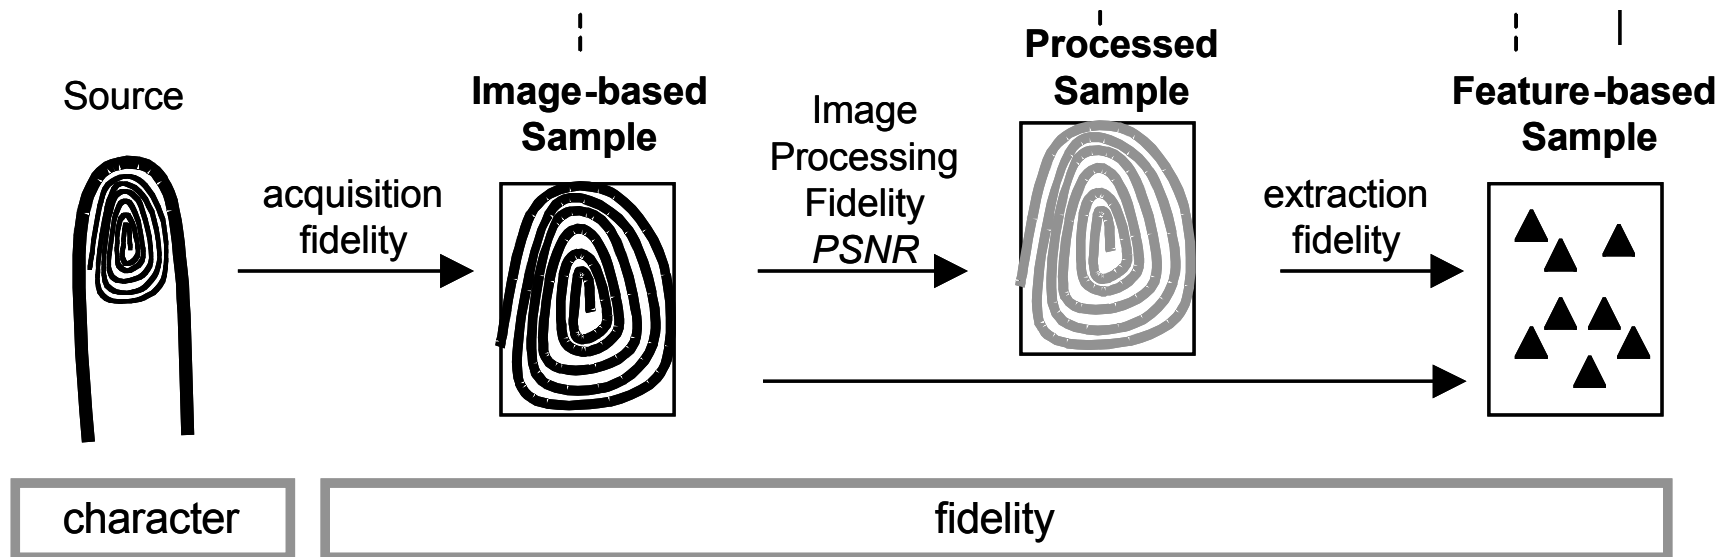 Source
acquisition
fidelity
Image-based
Sample
Image
Processing
Fidelity
PSNR
Processed
Sample
extraction
fidelity
Feature-based
Sample
character
fidelity